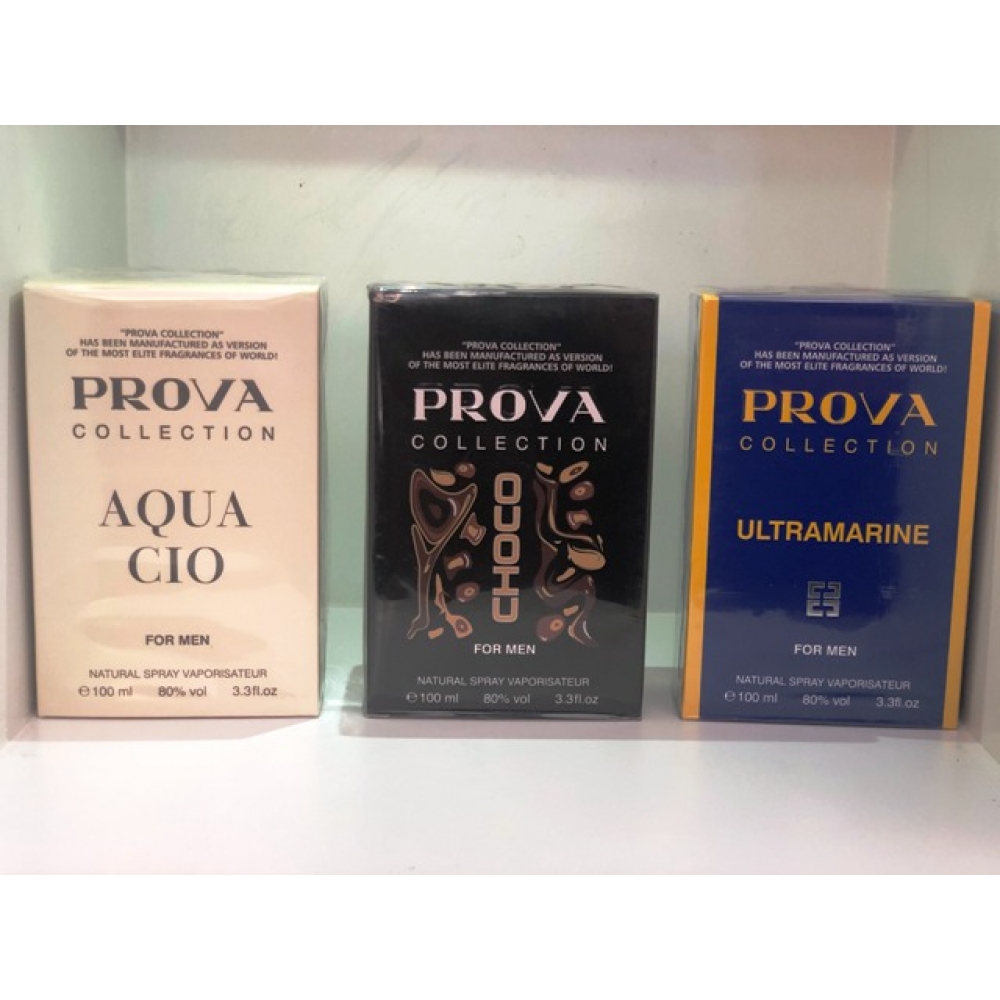 "PROVA COLLECTION"
HAS BEEN MANUFACTURED AS VERSION
OF THE MOST ELITE FRAGRANCES OF WORLD!
PROVA
COLLECTION
AQUA
CIO
FOR MEN
NATURAL SPRAY VAPORISATEUR
℮ 100 ml 80% vol 3.3fl.oz
"PROVA COLLECTION"
HAS BEEN MANUFACTURED AS VERSION
OF THE MOST ELITE FRAGRANCES OF WORLD!
PROVA
COLLECTION
CHOCO
FOR MEN
NATURAL SPRAY VAPORISATEUR
℮ 100 ml 80% vol 3.3fl.oz
"PROVA COLLECTION"
HAS BEEN MANUFACTURED AS VERSION
OF THE MOST ELITE FRAGRANCES OF WORLD!
PROVA
COLLECTION
ULTRAMARINE
FOR MEN
NATURAL SPRAY VAPORISATEUR
℮ 100 ml 80% vol 3.3fl.oz